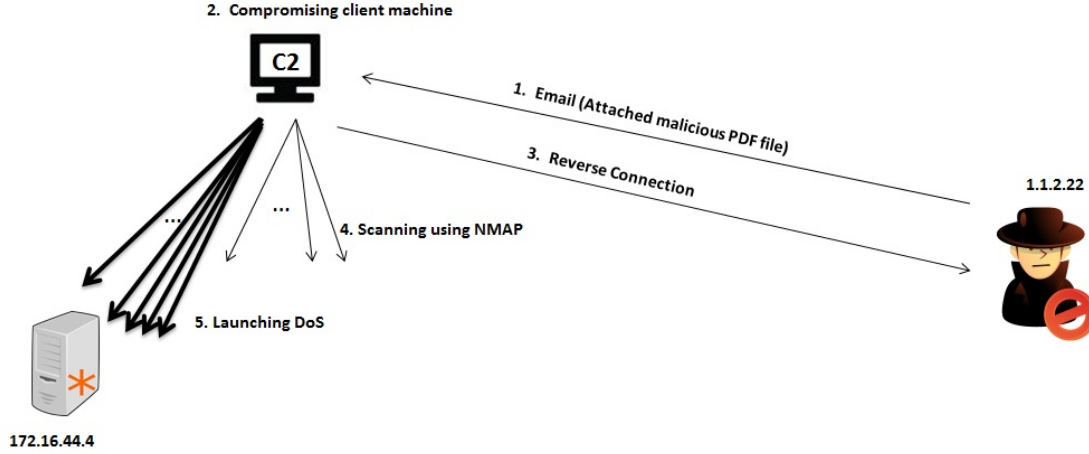 2. Compromising client machine
C2
1. Email (Attached malicious PDF file)
3. Reverse Connection
1.1.2.22
...
...
4. Scanning using NMAP
5. Launching DoS
172.16.44.4